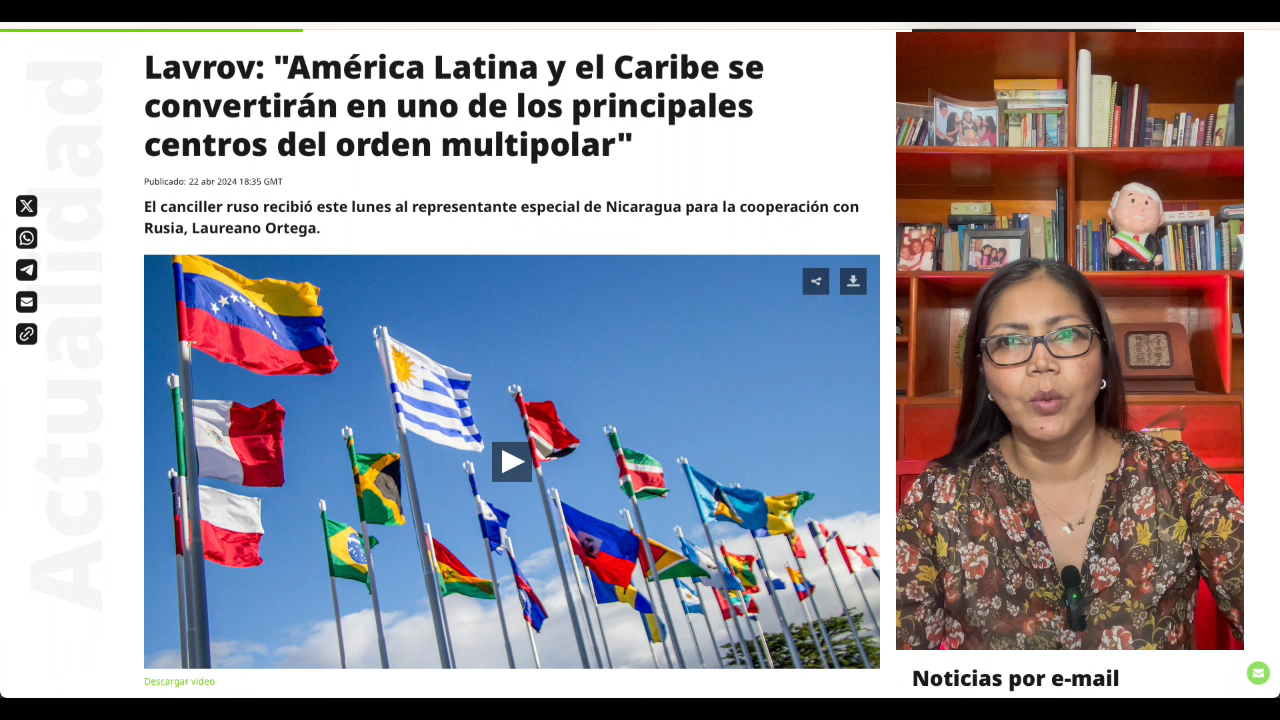 Actualidad
Lavrov: "América Latina y el Caribe se
convertirán en uno de los principales
centros del orden multipolar"
Publicado: 22 abr 2024 18:35 GMT
El canciller ruso recibió este lunes al representante especial de Nicaragua para la cooperación con
Rusia, Laureano Ortega.
Descargar video
Noticias por e-mail